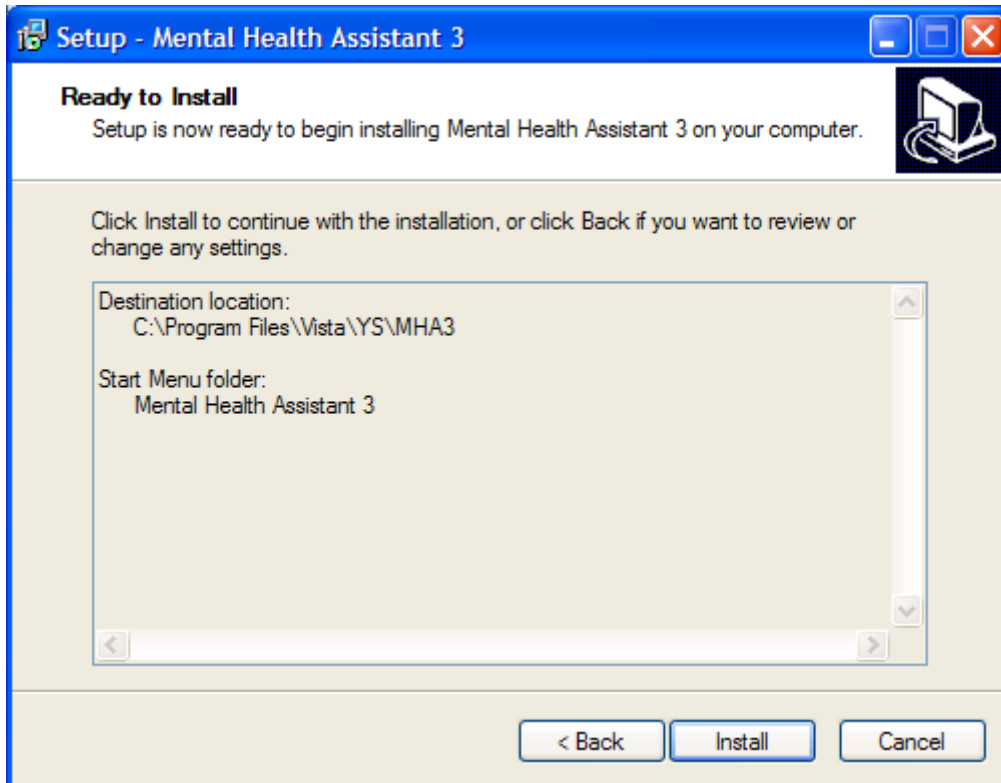 Setup - Mental Health Assistant 3
Ready to Install
Setup is now ready to begin installing Mental Health Assistant 3 on your computer.
Click Install to continue with the installation, or click Back if you want to review or
change any settings.
Destination location:
C:\Program Files\Vista\YS\MHA3
Start Menu folder:
Mental Health Assistant 3
< Back
Install
Cancel